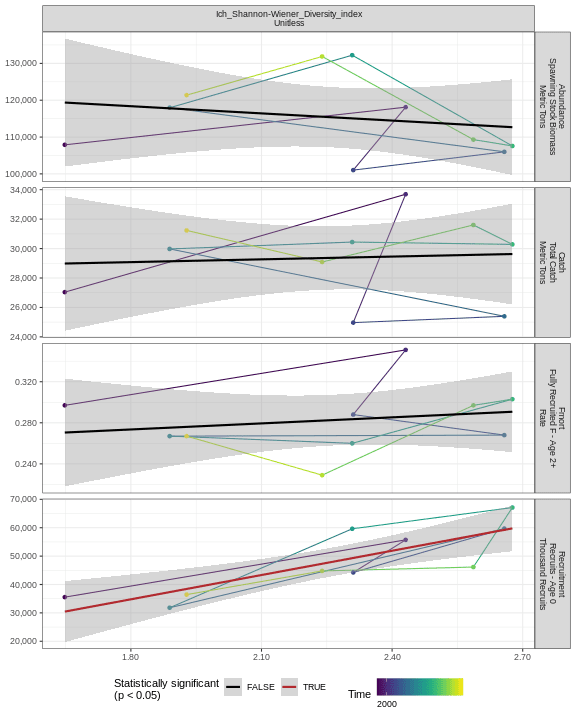 Ich_Shannon-Wiener_Diversity_index
Unitless
130,000
120,000
110,000
100,000
Abundance
Spawning Stock Biomass
Metric Tons
34,000
32,000
30,000
28,000
26,000
24,000
Catch
Total Catch
Metric Tons
0.320
0.280
0.240
Fmort
Fully Recruited F - Age 2+
Rate
70,000
60,000
50,000
40,000
30,000
20,000
Recruitment
Recruits - Age 0
Thousand Recruits
1.80 2.10 2.40 2.70
Statistically significant
(p < 0.05)
FALSE TRUE
Time
2000